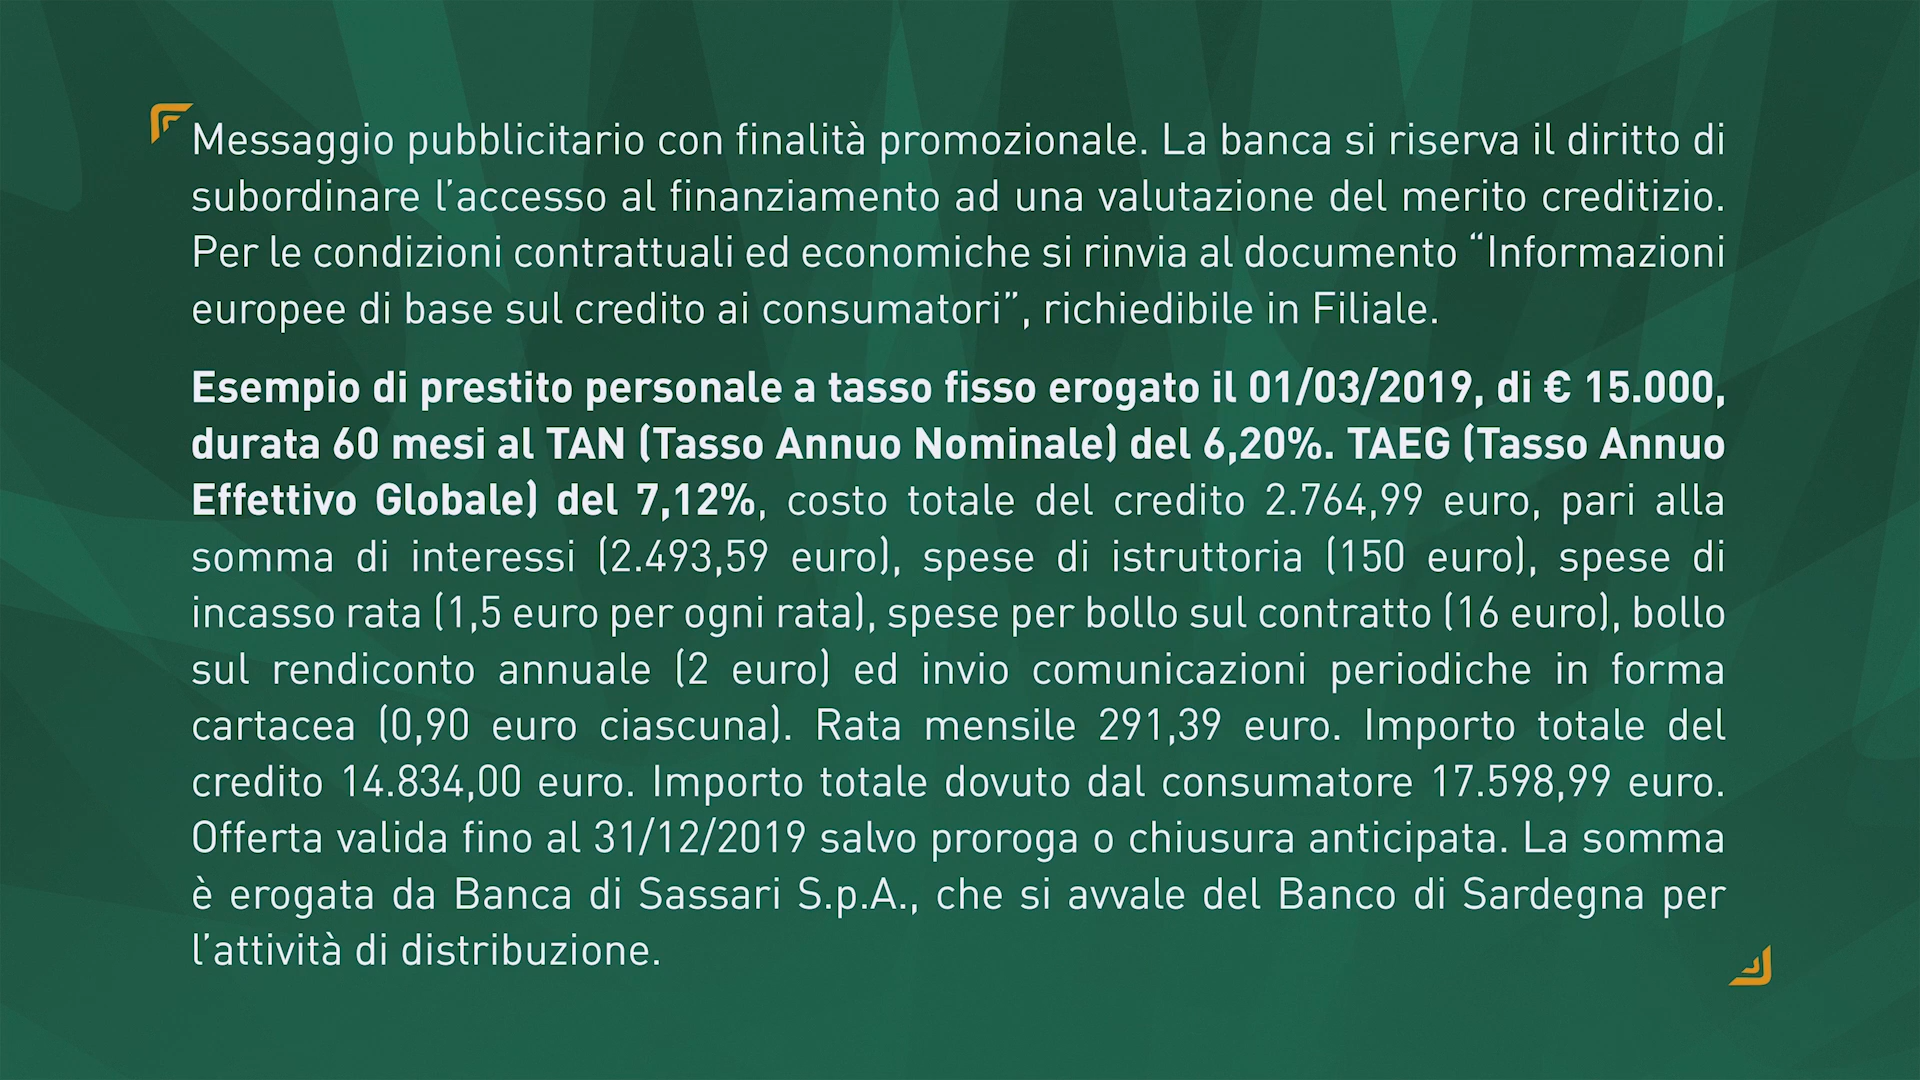 Messaggio pubblicitario con finalità promozionale. La banca si riserva il diritto di
subordinare l’accesso al finanziamento ad una valutazione del merito creditizio.
Per le condizioni contrattuali ed economiche si rinvia al documento “Informazioni
europee di base sul credito ai consumatori”, richiedibile in Filiale.
Esempio di prestito personale a tasso fisso erogato il 01/03/2019, di € 15.000,
durata 60 mesi al TAN (Tasso Annuo Nominale) del 6,20%. TAEG (Tasso Annuo
Effettivo Globale) del 7,12%, costo totale del credito 2.764,99 euro, pari alla
somma di interessi (2.493,59 euro), spese di istruttoria (150 euro), spese di
incasso rata (1,5 euro per ogni rata), spese per bollo sul contratto (16 euro), bollo
sul rendiconto annuale (2 euro) ed invio comunicazioni periodiche in forma
cartacea (0,90 euro ciascuna). Rata mensile 291,39 euro. Importo totale del
credito 14.834,00 euro. Importo totale dovuto dal consumatore 17.598,99 euro.
Offerta valida fino al 31/12/2019 salvo proroga o chiusura anticipata. La somma
è erogata da Banca di Sassari S.p.A., che si avvale del Banco di Sardegna per
l’attività di distribuzione.